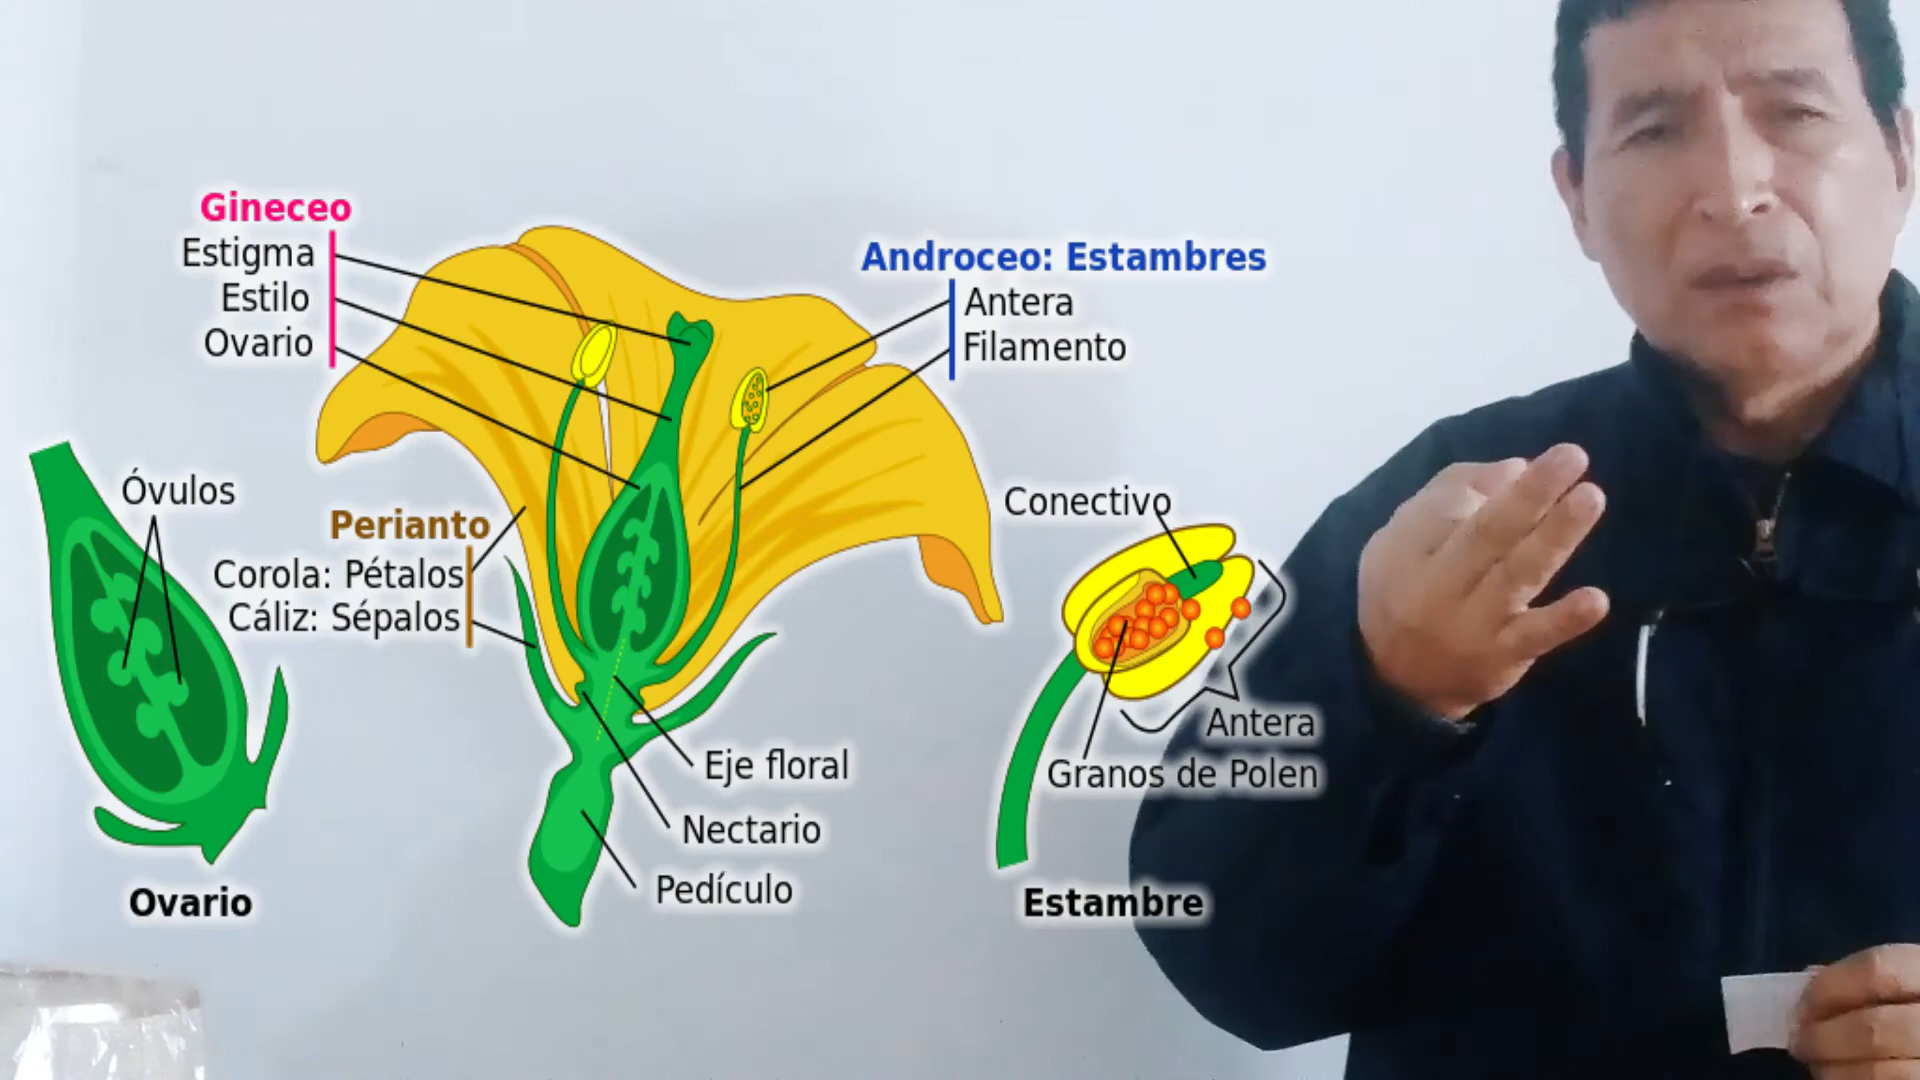 Gineceo
Estigma
Estilo
Ovario
Androceo: Estambres
Antera
Filamento
Óvulos
Perianto
Corola: Pétalos
Cáliz: Sépalos
Conectivo
Antera
Granos de Polen
Eje floral
Nectario
Pedículo
Ovario
Estambre